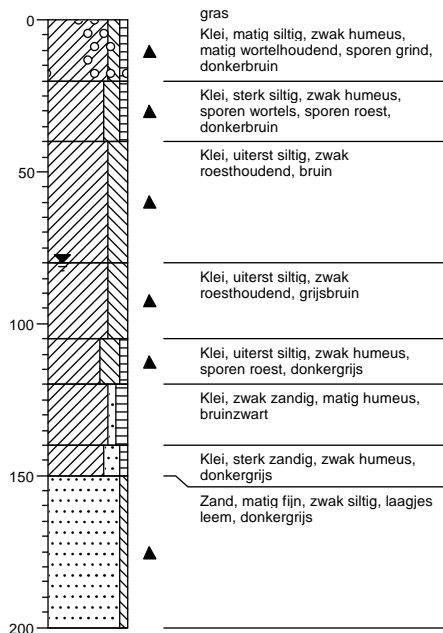 0
gras
Klei, matig siltig, zwak humeus,
matig wortelhoudend, sporen grind,
donkerbruin
Klei, sterk siltig, zwak humeus,
sporen wortels, sporen roest,
donkerbruin
50
Klei, uiterst siltig, zwak
roesthoudend, bruin
Klei, uiterst siltig, zwak
roesthoudend, grijsbruin
100
Klei, uiterst siltig, zwak humeus,
sporen roest, donkergrijs
Klei, zwak zandig, matig humeus,
bruinzwart
Klei, sterk zandig, zwak humeus,
donkergrijs
150
Zand, matig fijn, zwak siltig, laagjes
leem, donkergrijs
200